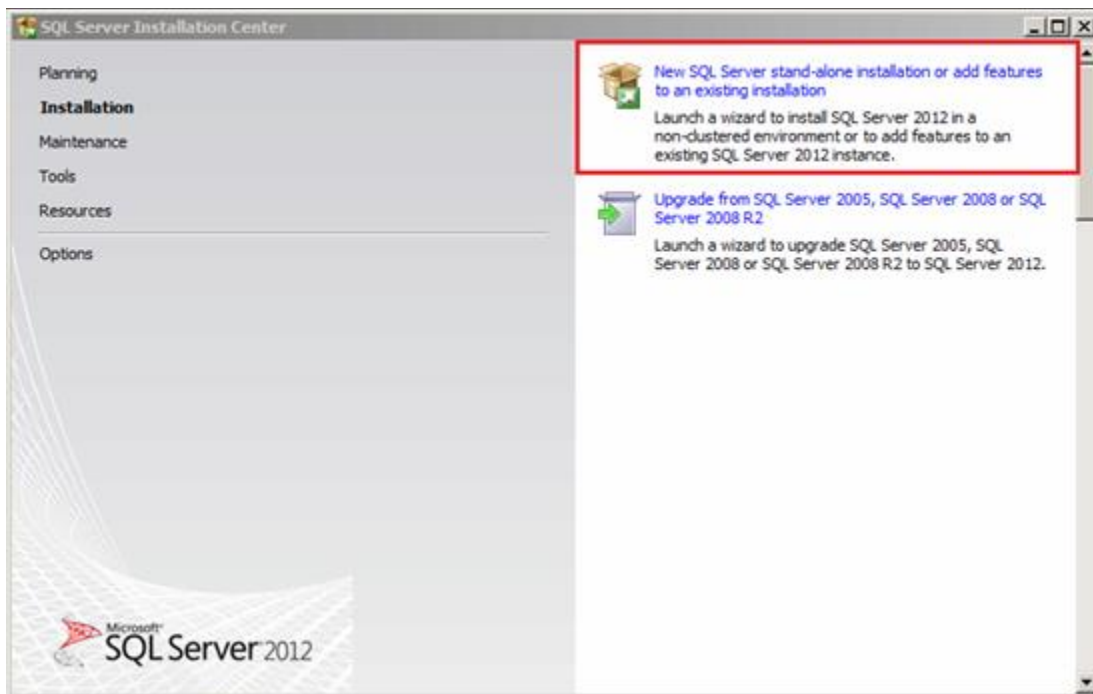 SQL Server Installation Center
Planning
Installation
Maintenance
Tools
Resources
Options
New SQL Server stand-alone installation or add features
to an existing installation
Launch a wizard to install SQL Server 2012 in a
non-clustered environment or to add features to an
existing SQL Server 2012 instance.
Upgrade from SQL Server 2005, SQL Server 2008 or SQL
Server 2008 R2
Launch a wizard to upgrade SQL Server 2005, SQL
Server 2008 or SQL Server 2008 R2 to SQL Server 2012.
Microsoft®
SQL Server 2012